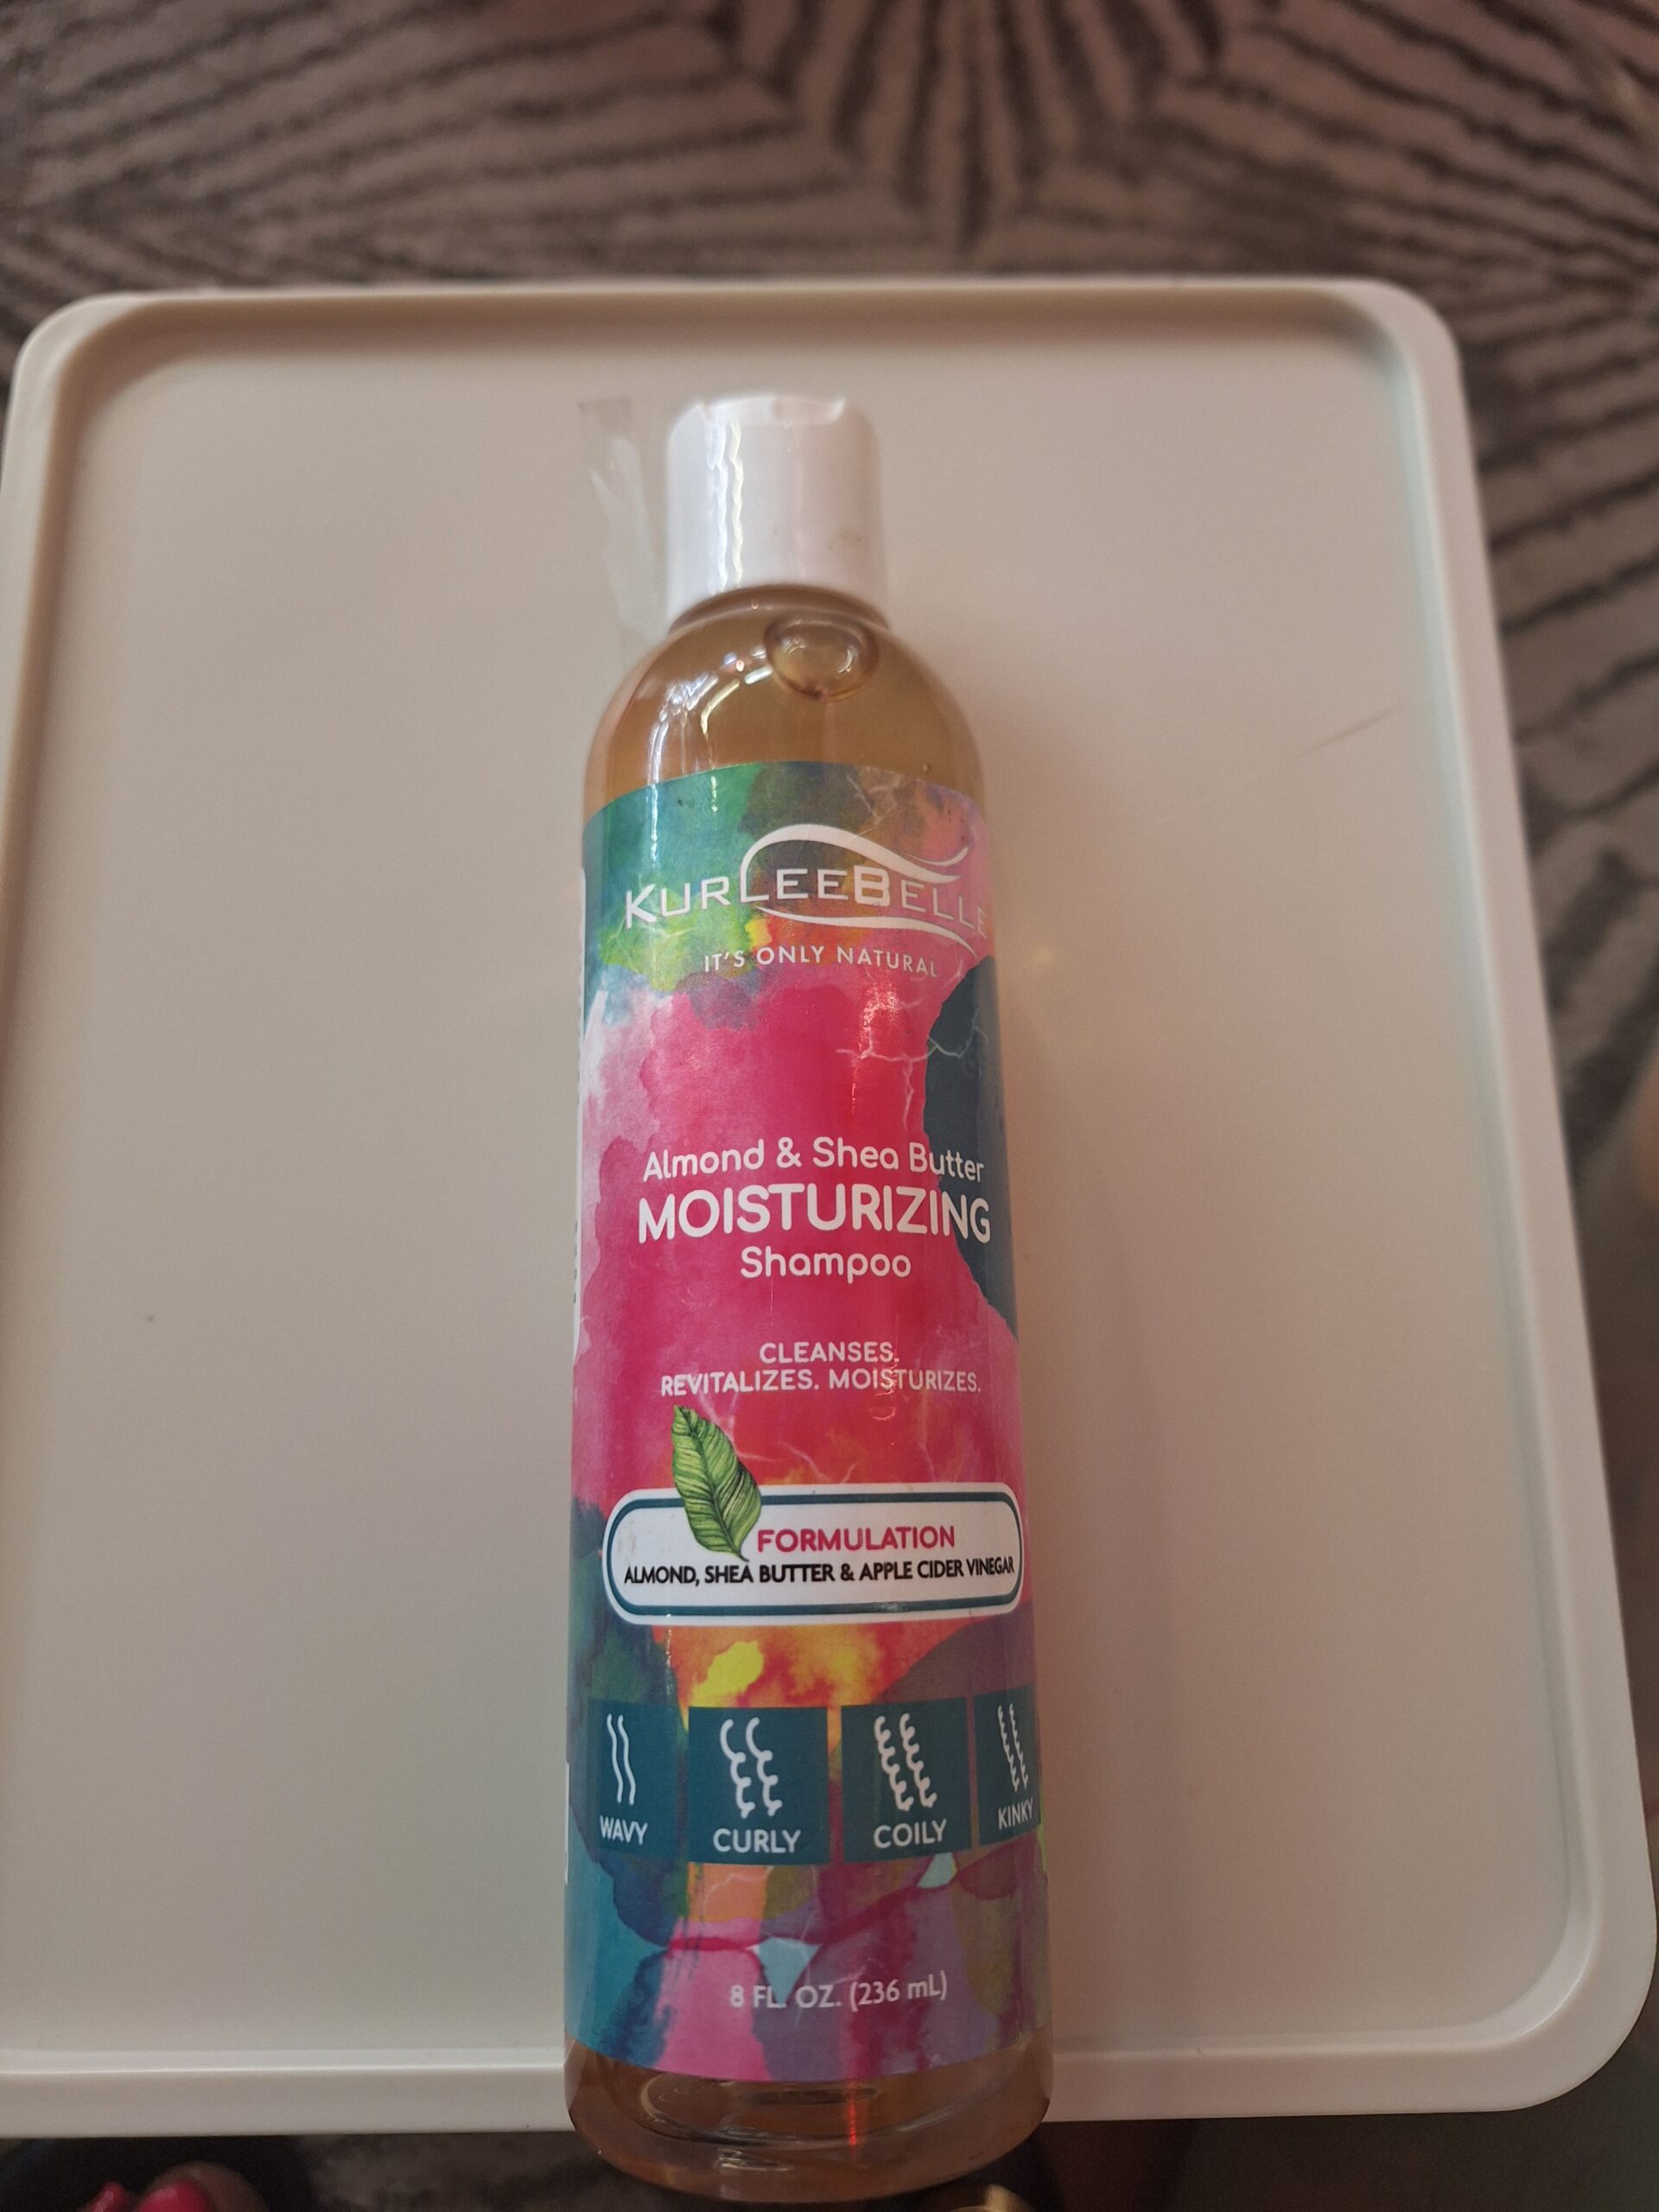 KURLEEBELLE
IT'S ONLY NATURAL
Almond & Shea Butter
MOISTURIZING
Shampoo
CLEANSES.
REVITALIZES. MOISTURIZES.
FORMULATION
ALMOND, SHEA BUTTER & APPLE CIDER VINEGAR
WAVY CURLY COILY KINKY
8 FL. OZ. (236 mL)